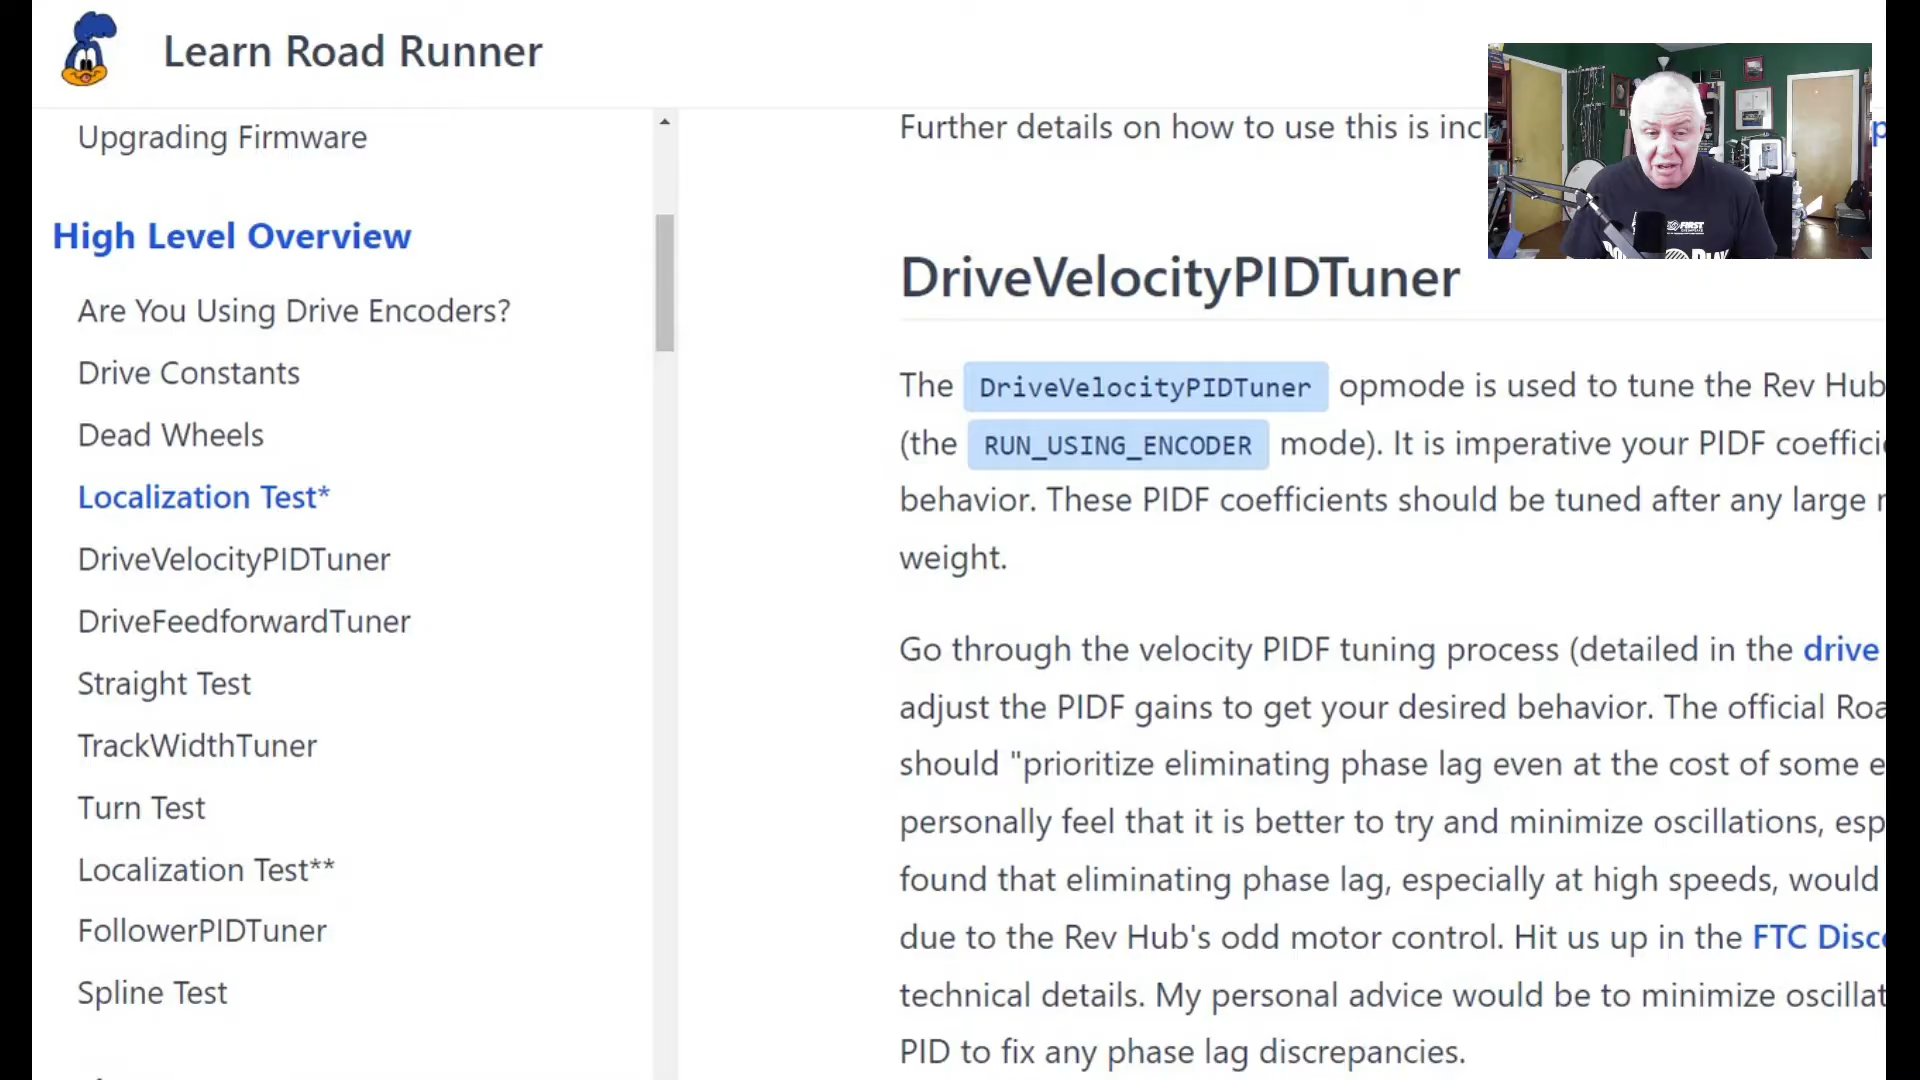 Learn Road Runner
Upgrading Firmware
High Level Overview
Are You Using Drive Encoders?
Drive Constants
Dead Wheels
Localization Test*
DriveVelocityPIDTuner
DriveFeedforwardTuner
Straight Test
TrackWidthTuner
Turn Test
Localization Test**
FollowerPIDTuner
Spline Test
Further details on how to use this is inc
DriveVelocityPIDTuner
The DriveVelocityPIDTuner opmode is used to tune the Rev Hub
(the RUN_USING_ENCODER mode). It is imperative your PIDF coeffici
behavior. These PIDF coefficients should be tuned after any large
weight.
Go through the velocity PIDF tuning process (detailed in the drive
adjust the PIDF gains to get your desired behavior. The official Roa
should "prioritize eliminating phase lag even at the cost of some e
personally feel that it is better to try and minimize oscillations, esp
found that eliminating phase lag, especially at high speeds, would
due to the Rev Hub's odd motor control. Hit us up in the FTC Disc
technical details. My personal advice would be to minimize oscillat
PID to fix any phase lag discrepancies.
FIRST